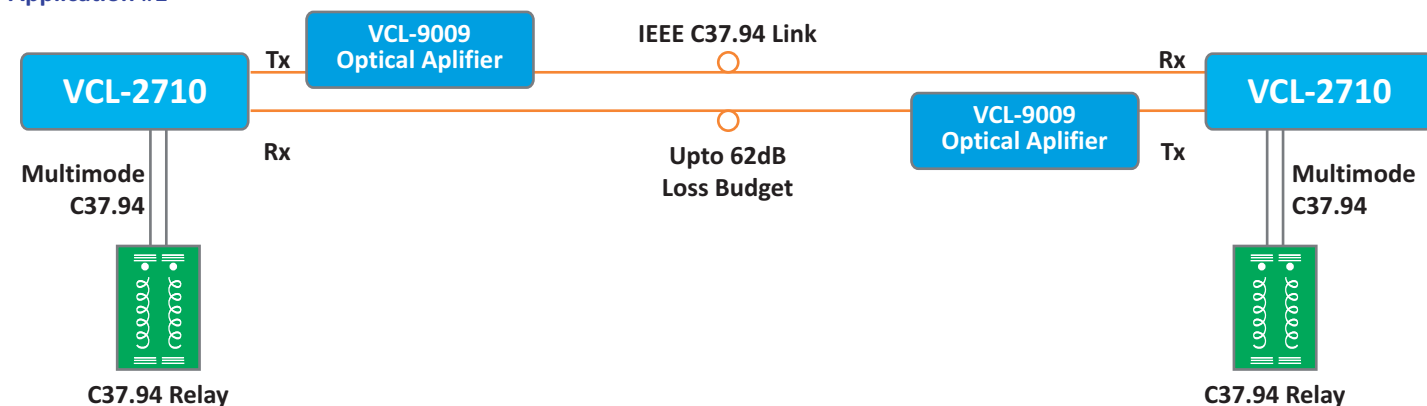 VCL-9009
Optical Aplifier
IEEE C37.94 Link
Tx
Rx
VCL-2710
VCL-2710
VCL-9009
Optical Aplifier
Rx
Tx
Upto 62dB
Loss Budget
Multimode
C37.94
Multimode
C37.94
C37.94 Relay
C37.94 Relay